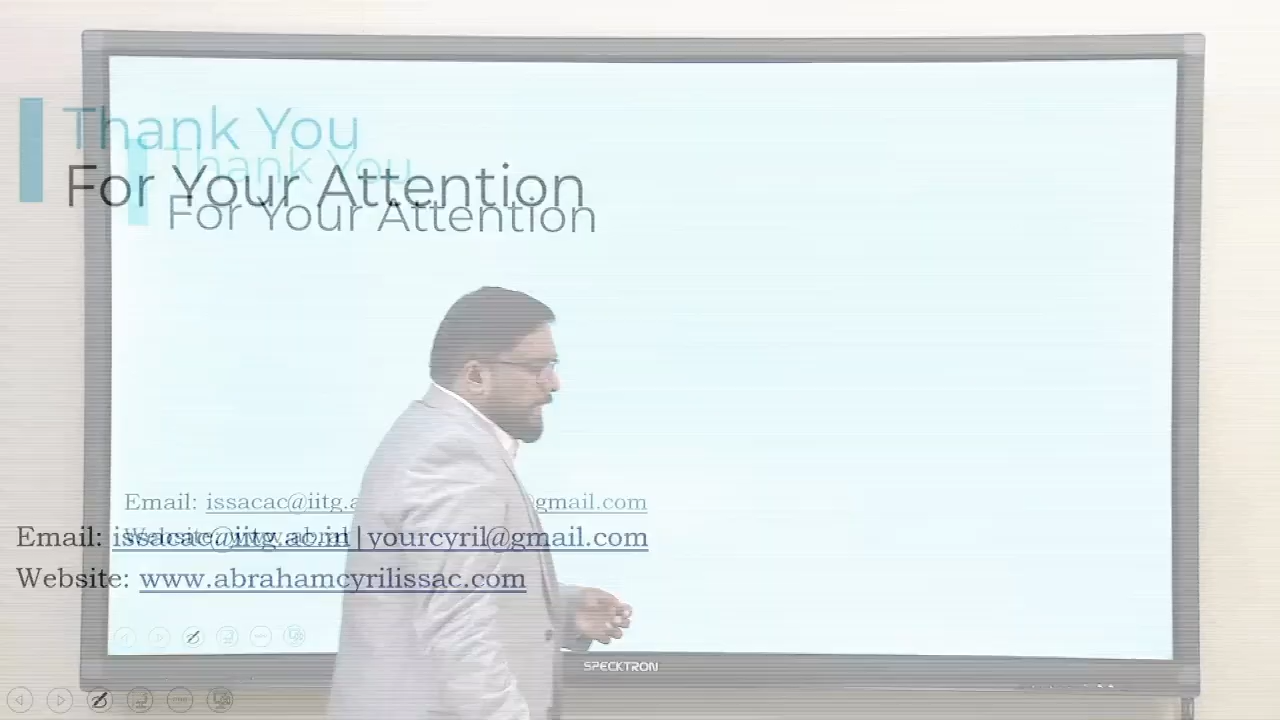 Thank You
Thank You
For Your Attention
For Your Attention
Email: issacac@iitg.a gmail.com
Email: issacac@iitg.ac.in|yourcyril@gmail.com
Website: www.abrahamcyrilissac.com
SPECKTRON